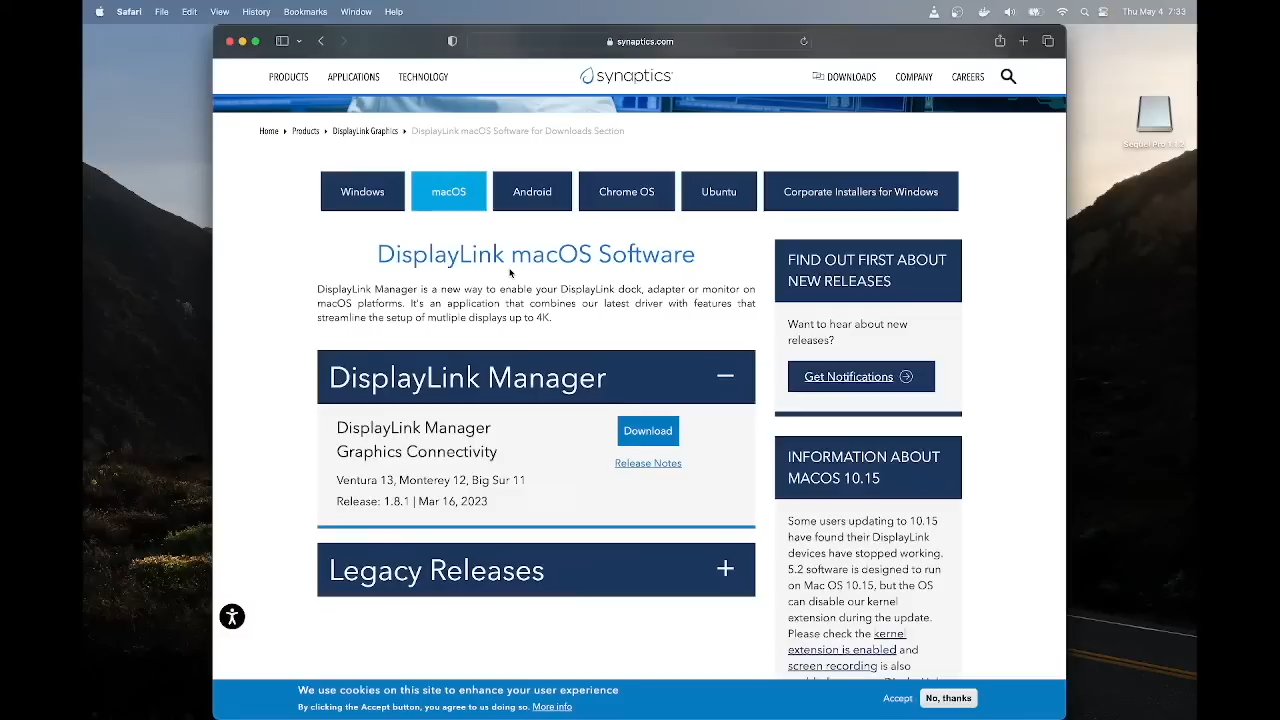 Safari File Edit View History Bookmarks Window Help
Thu May 4 7:33
synaptics.com
PRODUCTS APPLICATIONS TECHNOLOGY
synaptics
DOWNLOADS COMPANY CAREERS
Sequel Pro 1.1.2
Home Products DisplayLink Graphics DisplayLink macOS Software for Downloads Section
Windows macOS Android Chrome OS Ubuntu Corporate Installers for Windows
DisplayLink macOS Software
DisplayLink Manager is a new way to enable your DisplayLink dock, adapter or monitor on
macOS platforms. It's an application that combines our latest driver with features that
streamline the setup of mutliple displays up to 4K.
DisplayLink Manager
DisplayLink Manager
Graphics Connectivity
Ventura 13, Monterey 12, Big Sur 11
Release: 1.8.1 | Mar 16, 2023
Download
Release Notes
Legacy Releases
FIND OUT FIRST ABOUT
NEW RELEASES
Want to hear about new
releases?
Get Notifications
INFORMATION ABOUT
MACOS 10.15
Some users updating to 10.15
have found their DisplayLink
devices have stopped working.
5.2 software is designed to run
on Mac OS 10.15, but the OS
can disable our kernel
extension during the update.
Please check the kernel
extension is enabled and
screen recording is also
We use cookies on this site to enhance your user experience
By clicking the Accept button, you agree to us doing so. More info
Accept No, thanks